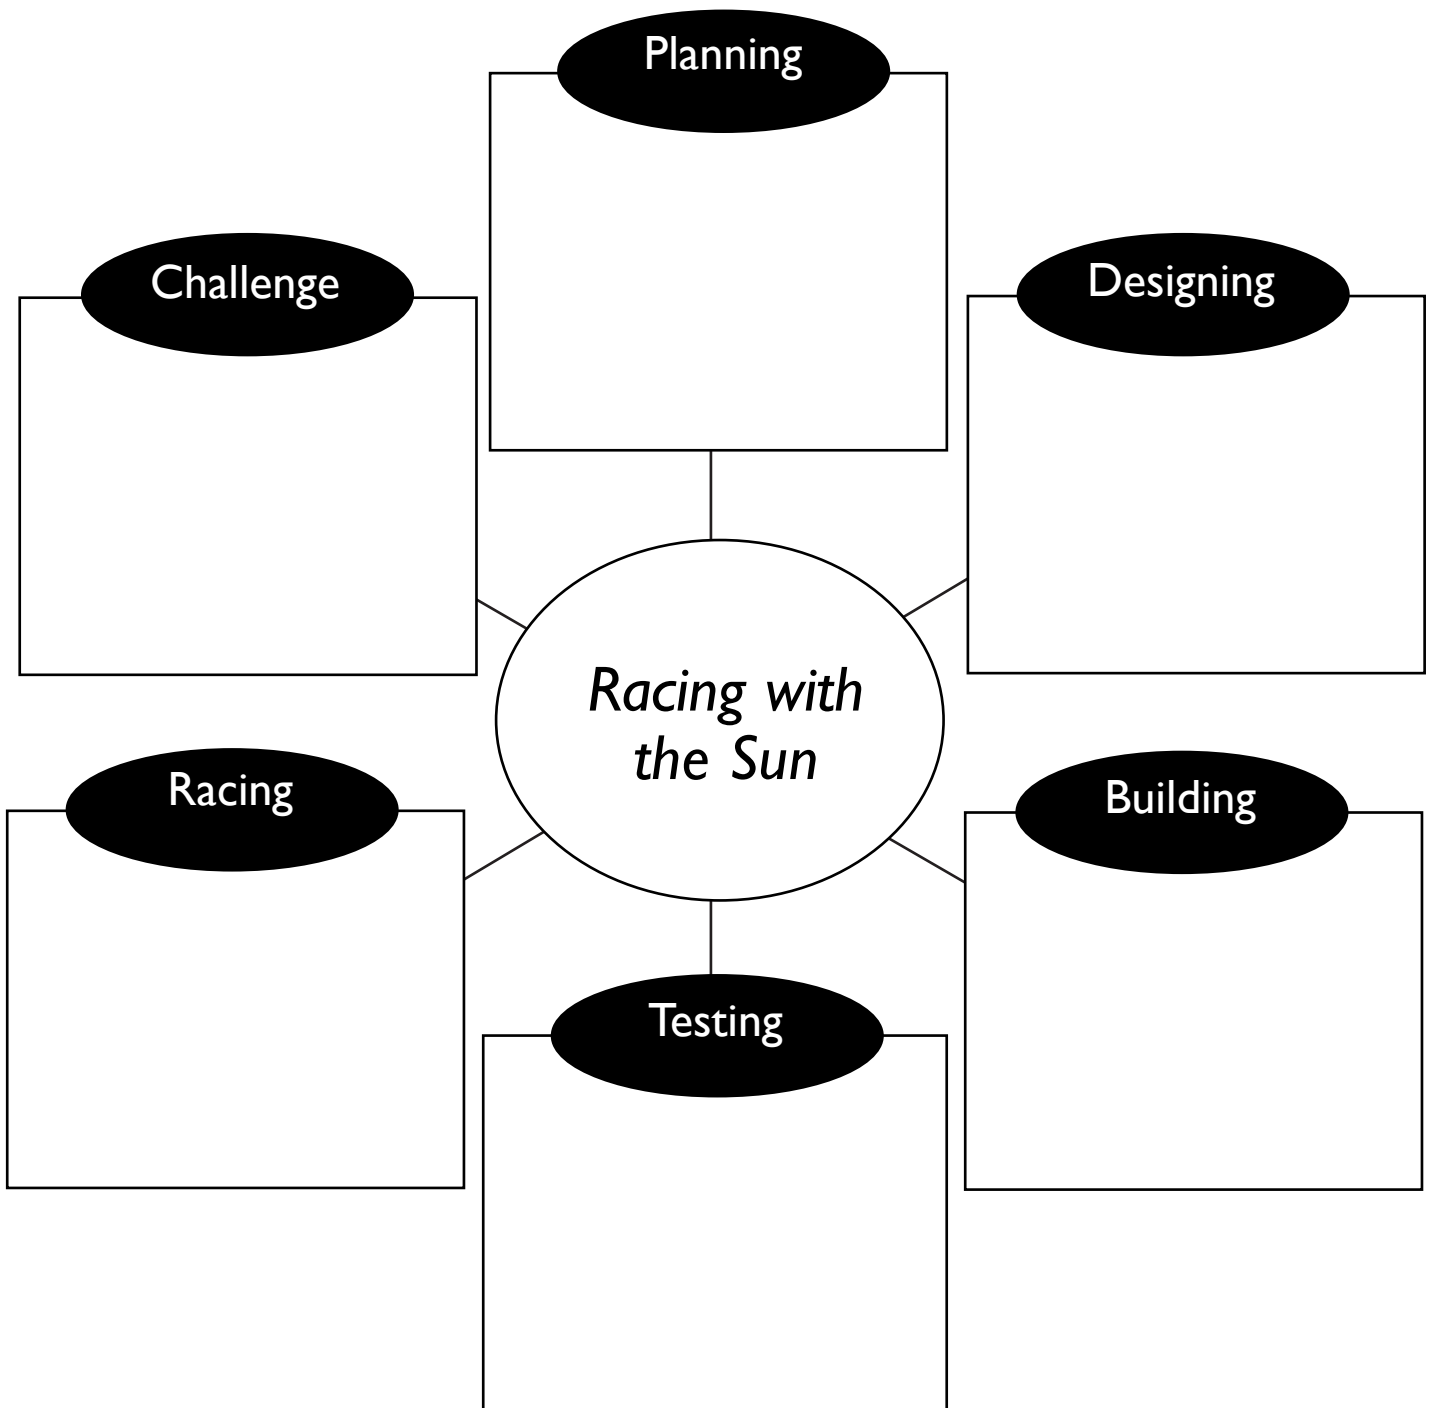 Planning
Challenge
Designing
Racing with
the Sun
Racing
Building
Testing